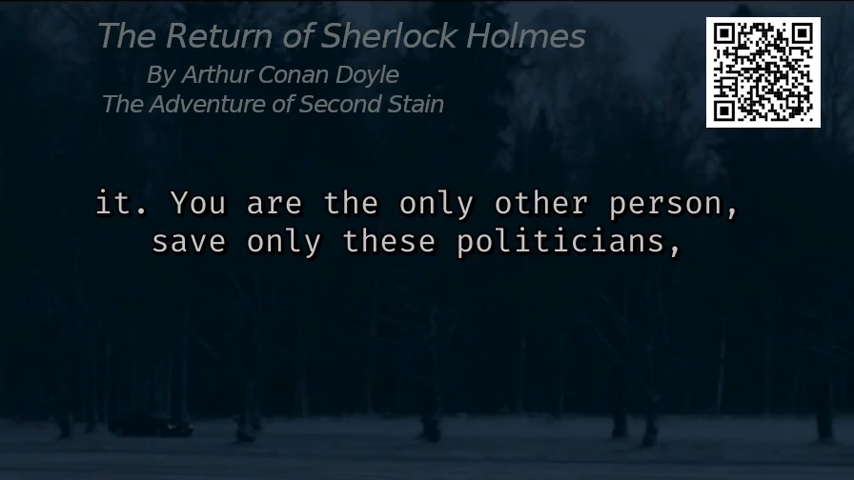 The Return of Sherlock Holmes
By Arthur Conan Doyle
The Adventure of Second Stain
it. You are the only other person,
save only these politicians,